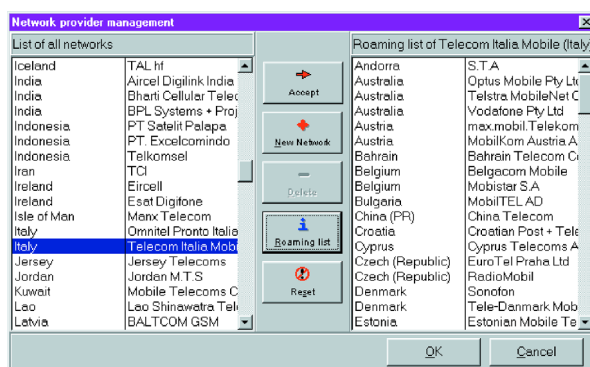 Network provider management
List of all networks
Iceland TAL hf
India Aircel Digilink India
India Bharti Cellular Telec
India BPL Systems + Proj
Indonesia PT Satelit Palapa
Indonesia PT. Excelcomindo
Indonesia Telkomsel
Iran TCI
Ireland Eircell
Ireland Esat Digifone
Isle of Man Manx Telecom
Italy Omnitel Pronto Italie
Italy Telecom Italia Mobi
Jersey Jersey Telecoms
Jordan Jordan M.T.S
Kuwait Mobile Telecoms C
Lao Lao Shinawatra Tele
Latvia BALTCOM GSM
Accept
New Network
Delete
Roaming list
Reset
Roaming list of Telecom Italia Mobile (Italy)
Andorra S.T.A
Australia Optus Mobile Pty Ltd
Australia Telstra MobileNet C
Australia Vodafone Pty Ltd
Austria max.mobil.Telekom
Austria MobilKom Austria A
Bahrain Bahrain Telecom Co
Belgium Belgacom Mobile
Belgium Mobistar S.A
Bulgaria MobilTEL AD
China (PR) China Telecom
Croatia Croatian Post + Tele
Cyprus Cyprus Telecoms A
Czech (Republic) EuroTel Praha Ltd
Czech (Republic) RadioMobil
Denmark Sonofon
Denmark Tele-Danmark Mob
Estonia Estonian Mobile Te
OK
Cancel